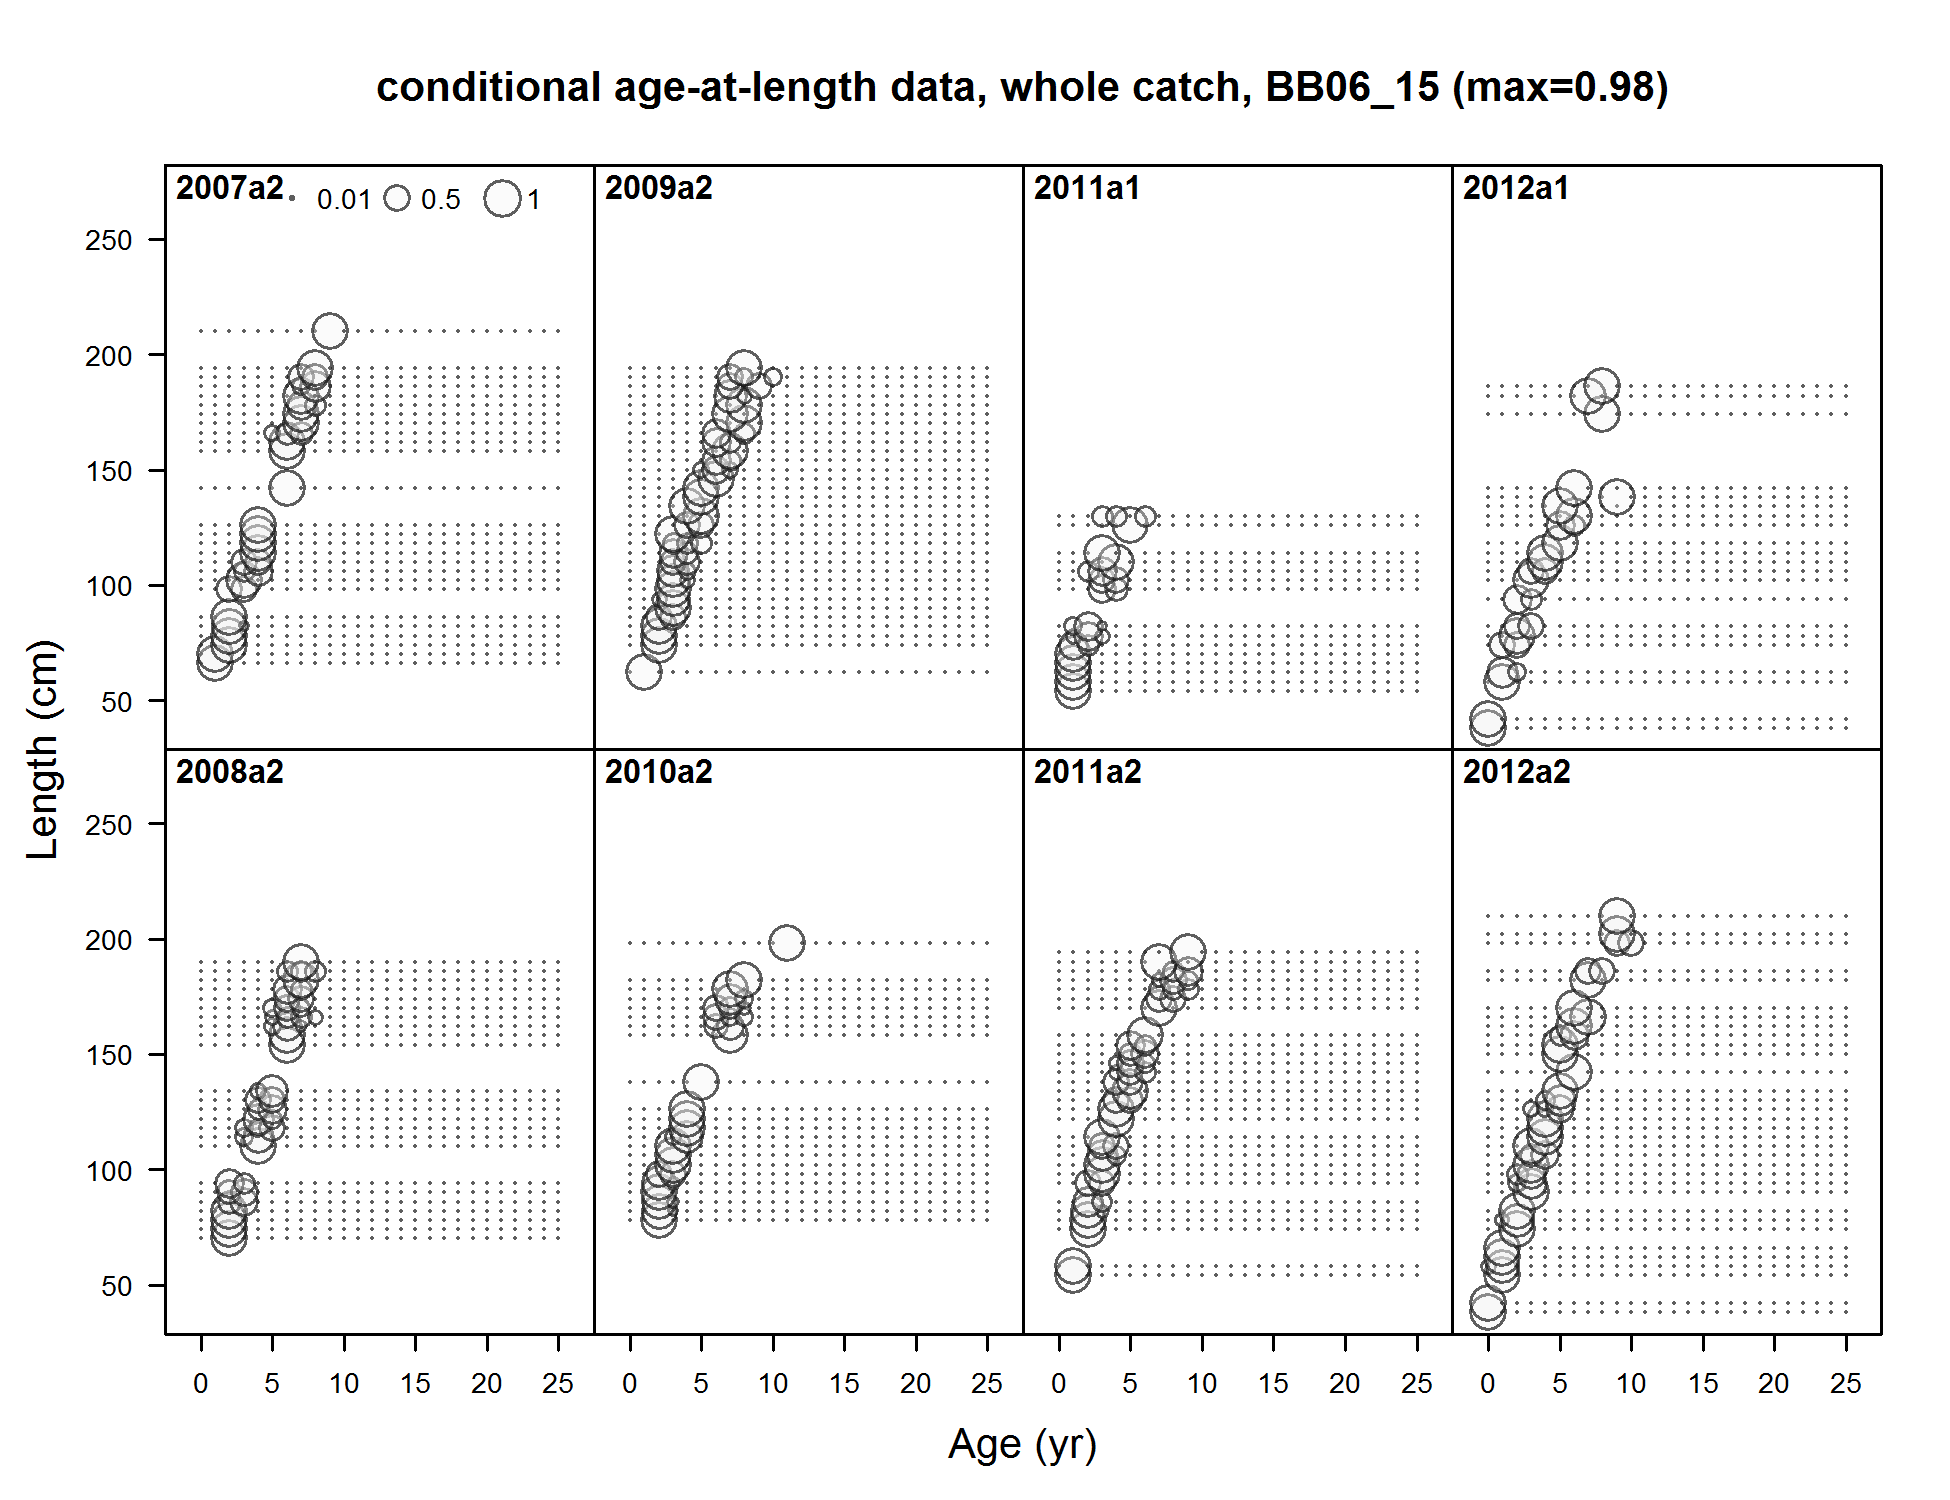 conditional age-at-length data, whole catch, BB06_15 (max=0.98)
2007a2 0.01 0.5 1
2009a2
2011a1
2012a1
250
200
150
100
50
2008a2
2010a2
2011a2
2012a2
250
200
150
100
50
Length (cm)
0 5 10 15 20 25
0 5 10 15 20 25
0 5 10 15 20 25
0 5 10 15 20 25
Age (yr)